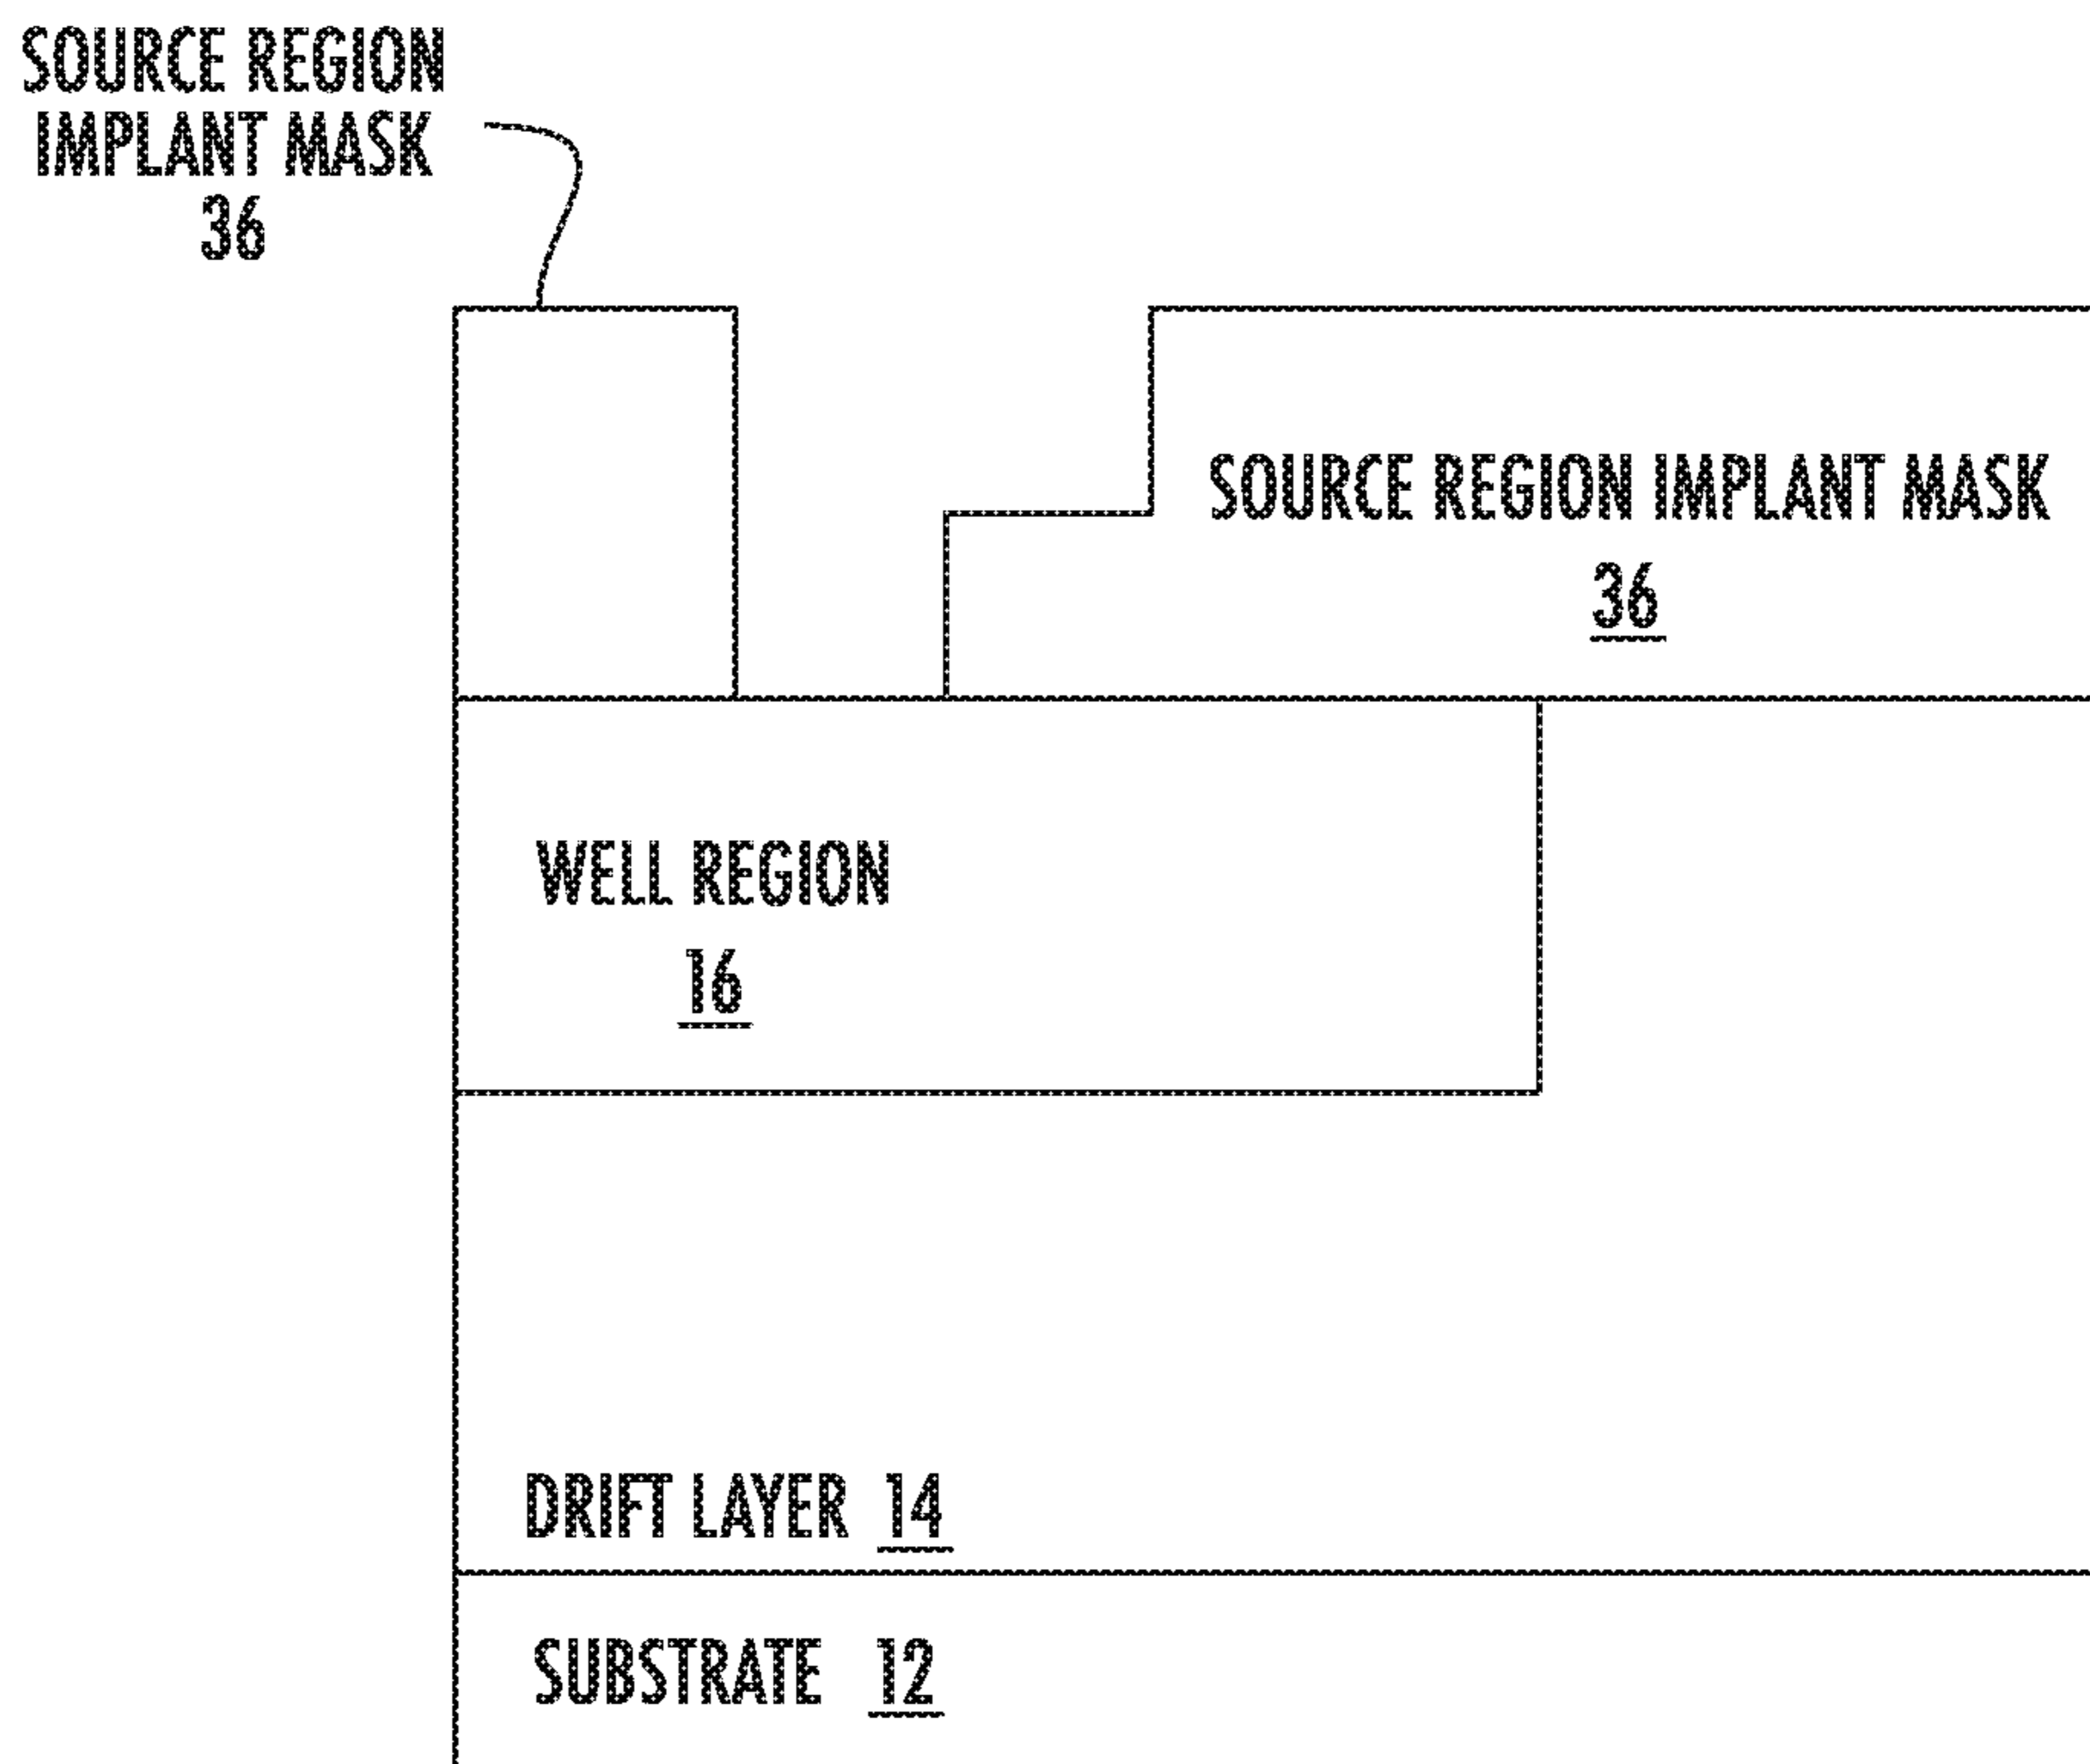 SOURCE REGION
IMPLANT MASK
36
SOURCE REGION IMPLANT MASK
36
WELL REGION
16
DRIFT LAYER 14
SUBSTRATE 12